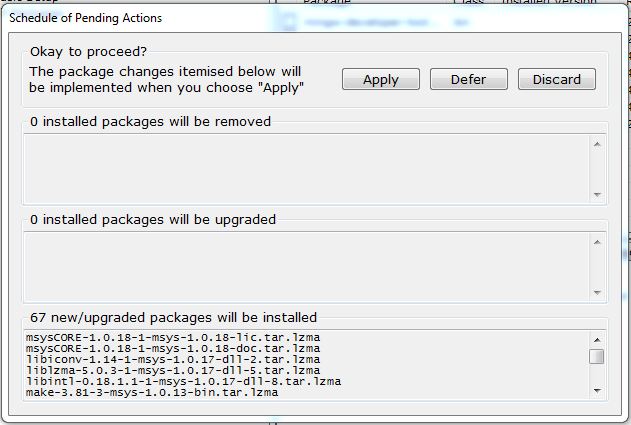 Package
Class
Installed Version
Schedule of Pending Actions
Okay to proceed?
The package changes itemised below will
be implemented when you choose "Apply"
Apply
Defer
Discard
0 installed packages will be removed
0 installed packages will be upgraded
67 new/upgraded packages will be installed
msysCORE-1.0.18-1-msys-1.0.18-lic.tar.lzma
msysCORE-1.0.18-1-msys-1.0.18-doc.tar.lzma
libiconv-1.14-1-msys-1.0.17-dll-2.tar.lzma
liblzma-5.0.3-1-msys-1.0.17-dll-5.tar.lzma
libintl-0.18.1.1-1-msys-1.0.17-dll-8.tar.lzma
make-3.81-3-msys-1.0.13-bin.tar.lzma